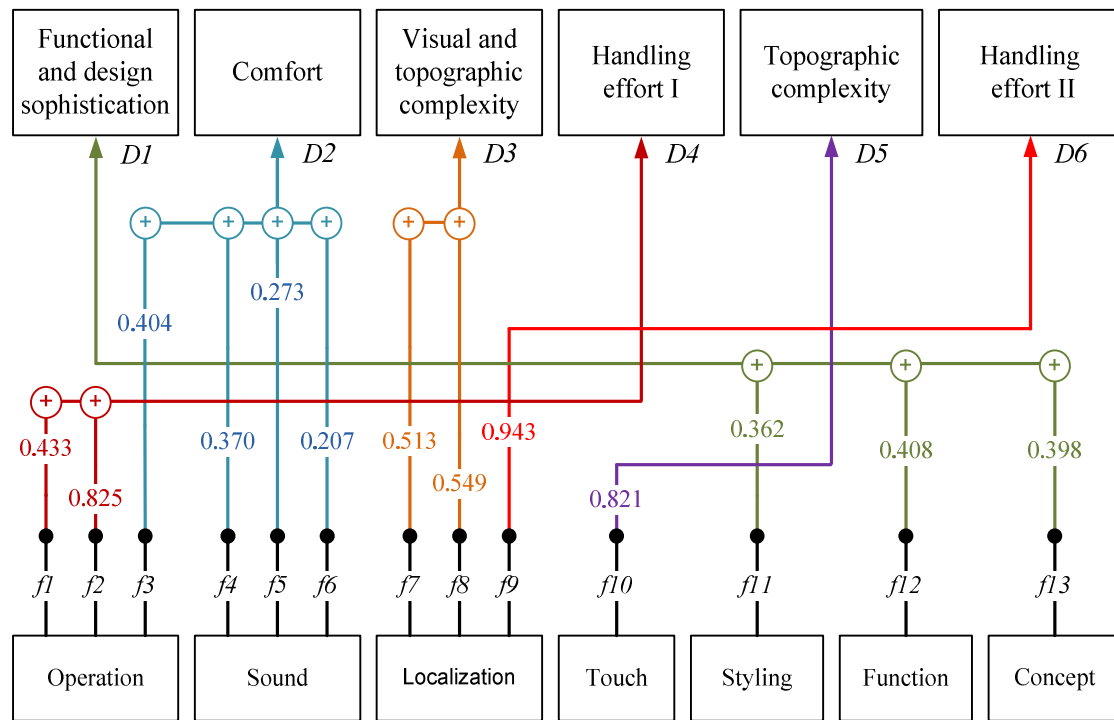 Functional
and design
sophistication
Comfort
Visual and
topographic
complexity
Handling
effort I
Topographic
complexity
Handling
effort II
D1
D2
D3
D4
D5
D6
+ + + +
+ +
0.273
0.404
+ + +
+ +
0.433
0.370
0.207
0.513
0.943
0.362
0.408
0.398
0.825
0.549
0.821
f1 f2 f3 f4 f5 f6 f7 f8 f9 f10 f11 f12 f13
Operation
Sound
Localization
Touch
Styling
Function
Concept